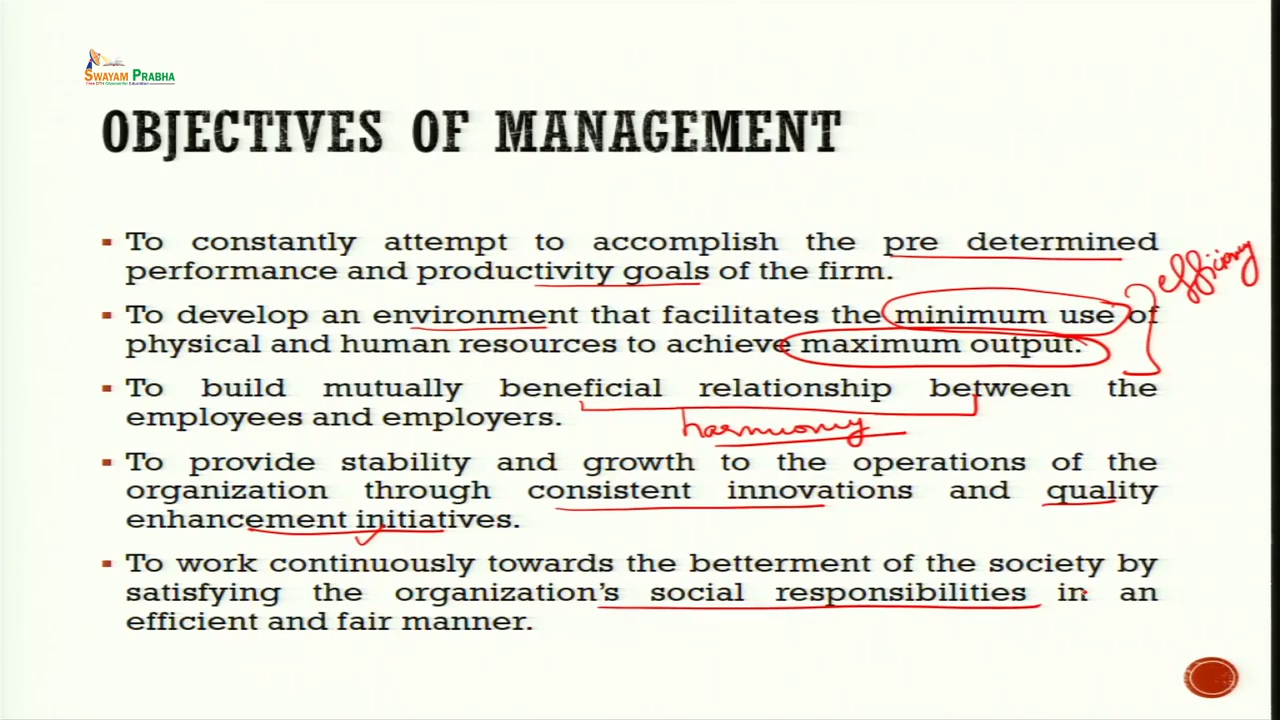 SWAYAM PRABHA
OBJECTIVES OF MANAGEMENT
▪ To constantly attempt to accomplish the pre determined
performance and productivity goals of the firm.
efficiency
▪ To develop an environment that facilitates the minimum use of
physical and human resources to achieve maximum output.
▪ To build mutually beneficial relationship between the
employees and employers.
harmony
▪ To provide stability and growth to the operations of the
organization through consistent innovations and quality
enhancement initiatives.
▪ To work continuously towards the betterment of the society by
satisfying the organization's social responsibilities in an
efficient and fair manner.